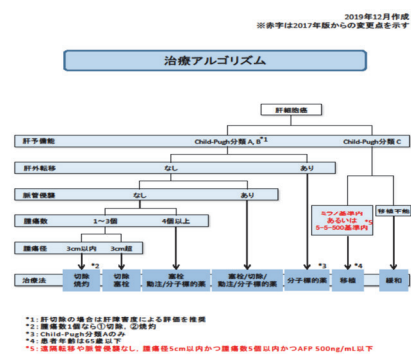 2019年12月作成
※赤字は2017年版からの変更点を示す
治療アルゴリズム
肝細胞癌
肝予備能
Child-Pugh分類 A, B*1
Child-Pugh分類 C
肝外転移
なし
あり
脈管侵襲
なし
あり
腫瘍数
1〜3個
4個以上
ミラノ基準内
あるいは
5-5-500基準内
*5
移植不能
腫瘍径
3cm以内
3cm超
*2
*3
*4
治療法
切除
焼灼
切除
塞栓
塞栓
動注/分子標的薬
塞栓/切除/
動注/分子標的薬
分子標的薬
移植
緩和
*1:肝切除の場合は肝障害度による評価を推奨
*2:腫瘍数1個なら①切除、②焼灼
*3:Child-Pugh分類Aのみ
*4:患者年齢は65歳以下
*5:遠隔転移や脈管侵襲なし、腫瘍径5cm以内かつ腫瘍数5個以内かつAFP 500ng/mL以下